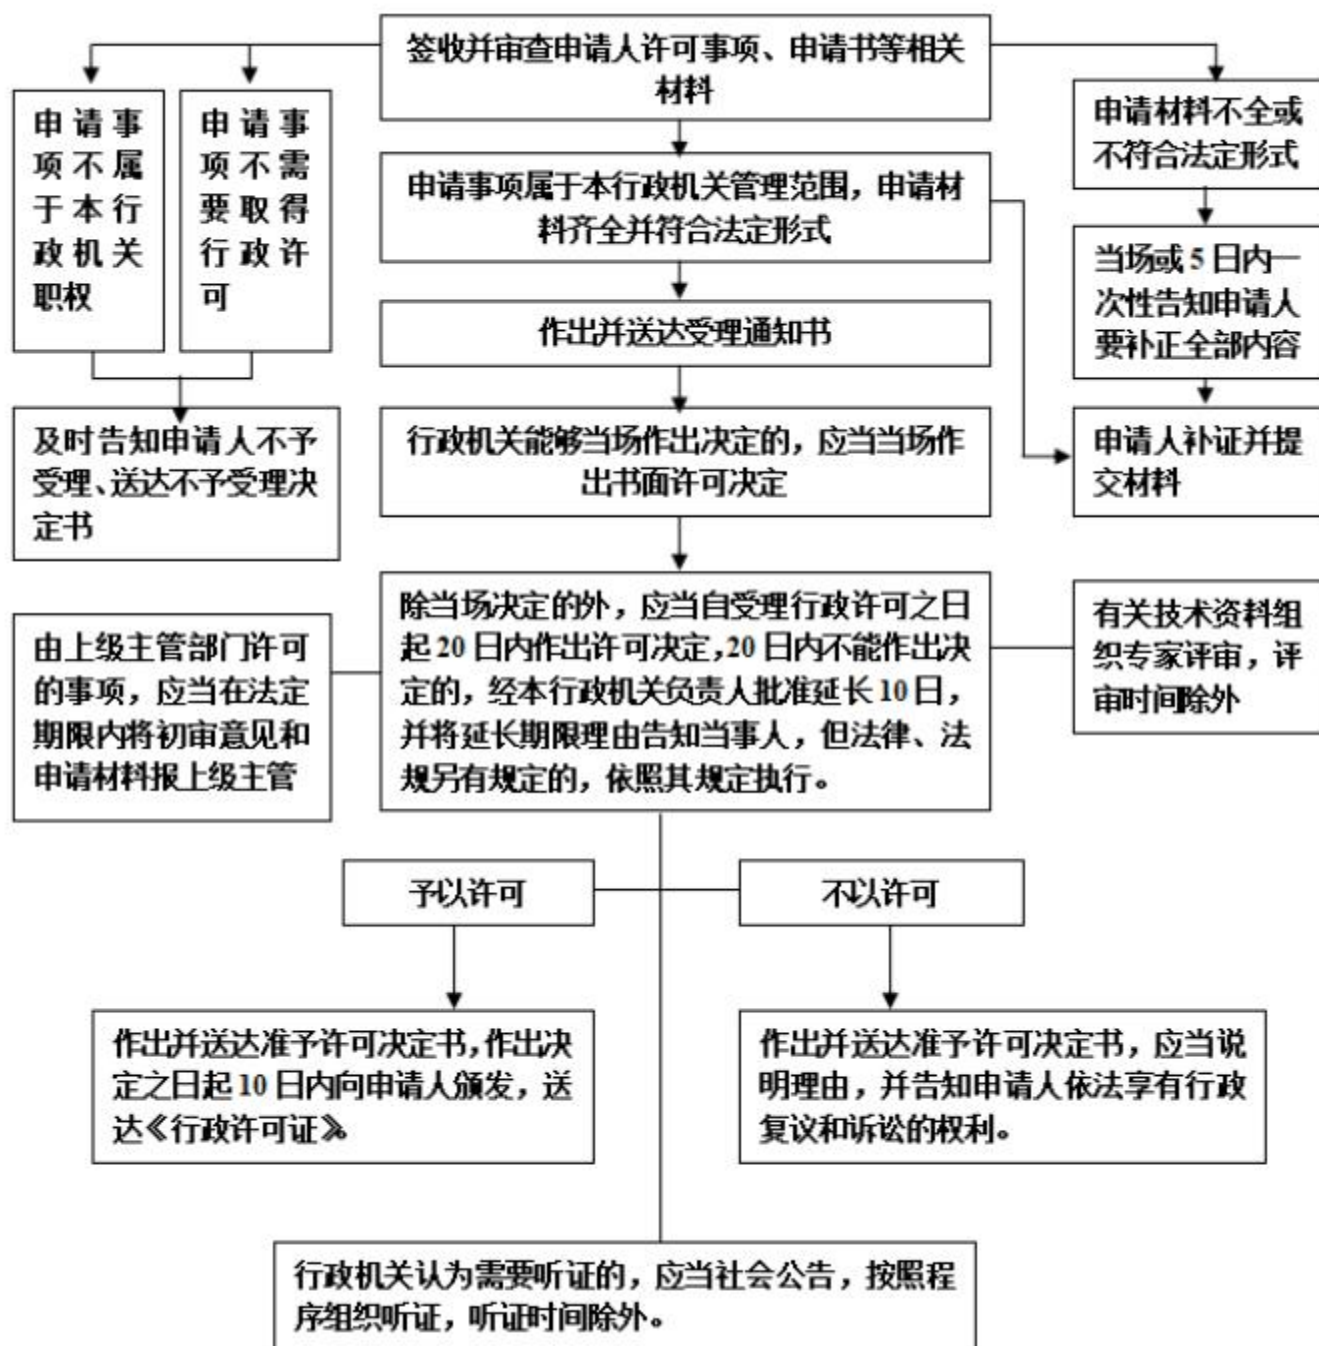 签收并审查申请人许可事项、申请书等相关
材料
申请事
项不属
于本行
政机关
职权
申请事
项不需
要取得
行政许
可
申请材料不全或
不符合法定形式
申请事项属于本行政机关管理范围，申请材
料齐全并符合法定形式
当场或5日内一
次性告知申请人
要补正全部内容
作出并送达受理通知书
及时告知申请人不予
受理、送达不予受理决
定书
行政机关能够当场作出决定的，应当当场作
出书面许可决定
申请人补证并提
交材料
由上级主管部门许可
的事项，应当在法定
期限内将初审意见和
申请材料报上级主管
除当场决定的外，应当自受理行政许可之日
起20日内作出许可决定，20日内不能作出决
定的，经本行政机关负责人批准延长10日，
并将延长期限理由告知当事人，但法律、法
规另有规定的，依照其规定执行。
有关技术资料组
织专家评审，评
审时间除外
予以许可
不以许可
作出并送达准予许可决定书，作出决
定之日起10日内向申请人颁发，送
达《行政许可证》。
作出并送达准予许可决定书，应当说
明理由，并告知申请人依法享有行政
复议和诉讼的权利。
行政机关认为需要听证的，应当社会公告，按照程
序组织听证，听证时间除外。